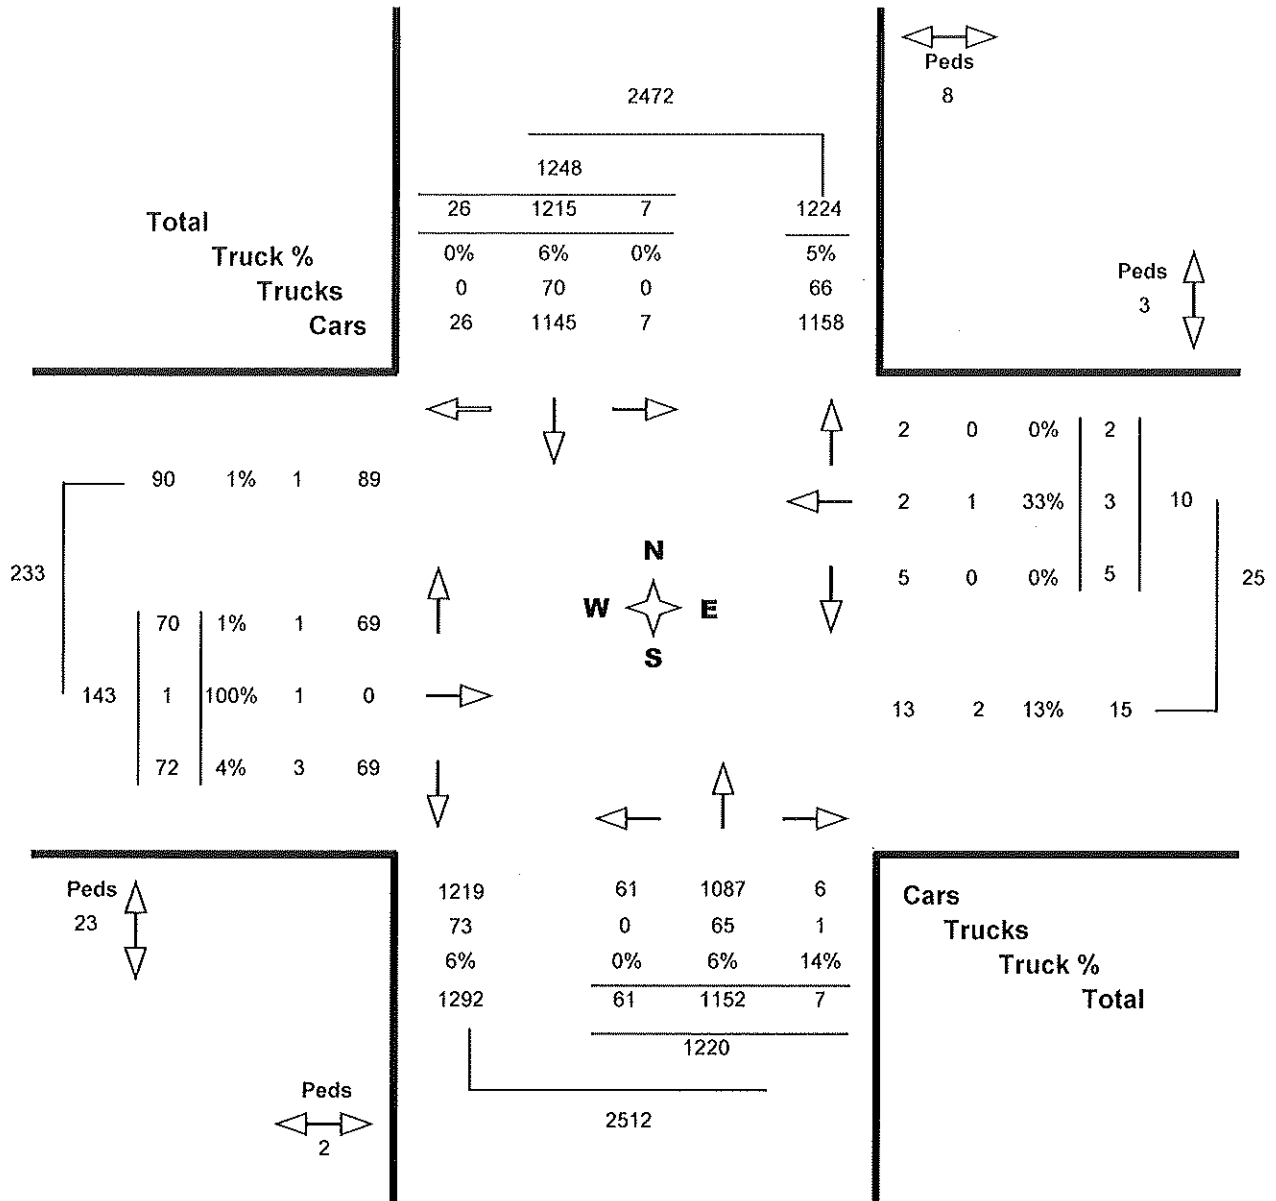 Peds
8
2472
1248
Total 26 1215 7 1224
Truck % 0% 6% 0% 5%
Trucks 0 70 0 66
Cars 26 1145 7 1158
Peds
3
2 0 0% 2
90 1% 1 89
2 1 33% 3 10
N
233
W E
5 0 0% 5 25
S
70 1% 1 69
143 1 100% 1 0
13 2 13% 15
72 4% 3 69
Peds
23
1219 61 1087 6 Cars
73 0 65 1 Trucks
6% 0% 6% 14% Truck %
1292 61 1152 7 Total
1220
Peds
2
2512